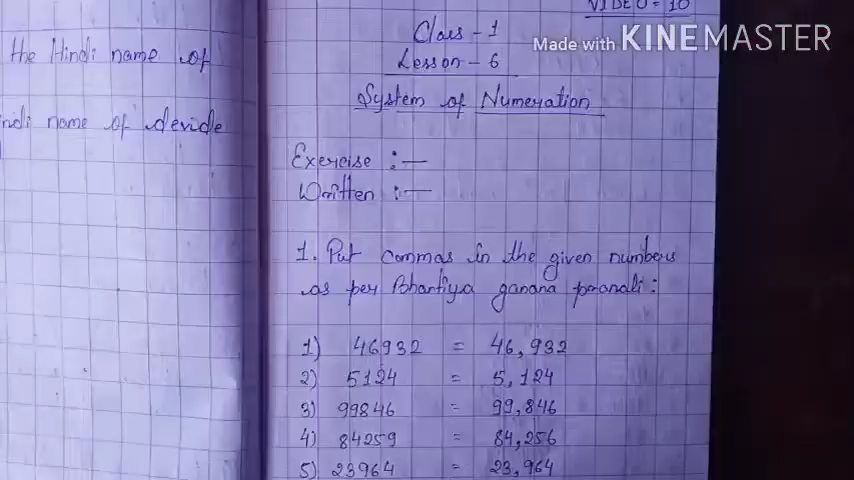 the Hindi name of
ndi name of devide
VIDEO = 10
Made with KINEMASTER
Class - 1
Lesson - 6
System of Numeration
Exercise :-
Written :-
1. Put commas in the given numbers
as per Bhartiya ganana pranali :
1) 46932 = 46,932
2) 5124 = 5,124
3) 99846 = 99,846
4) 84259 = 84,256
5) 23964 = 23,964